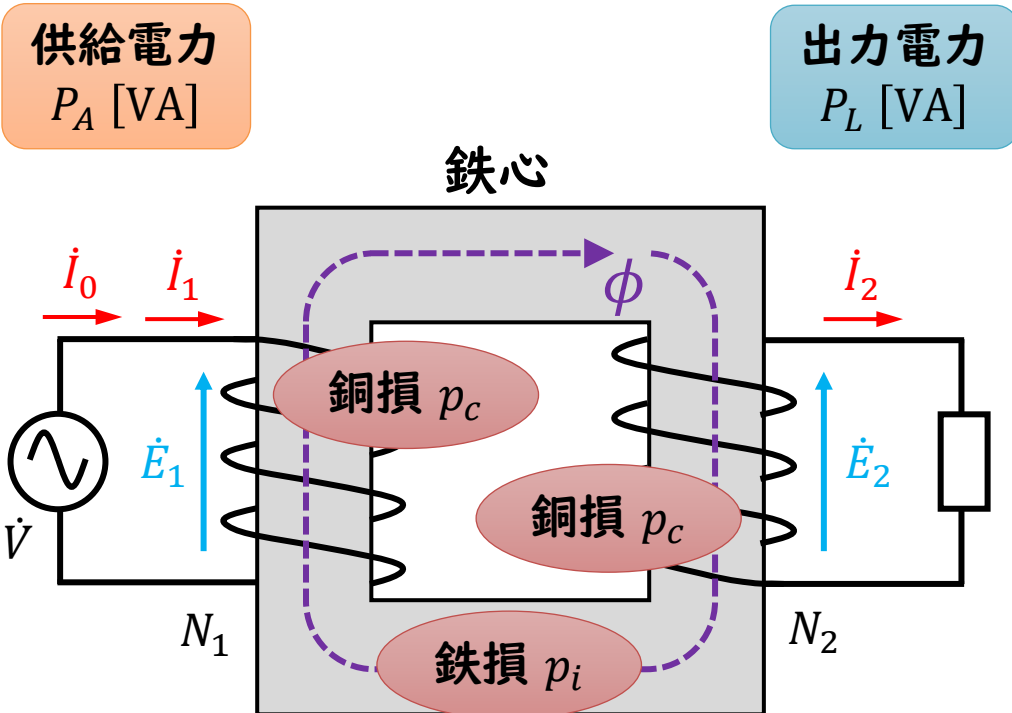 供給電力
P_A [VA]
出力電力
P_L [VA]
鉄心
İ_0
İ_1
ϕ
İ_2
銅損 p_c
Ė_1
Ė_2
銅損 p_c
V̇
N_1
N_2
鉄損 p_i